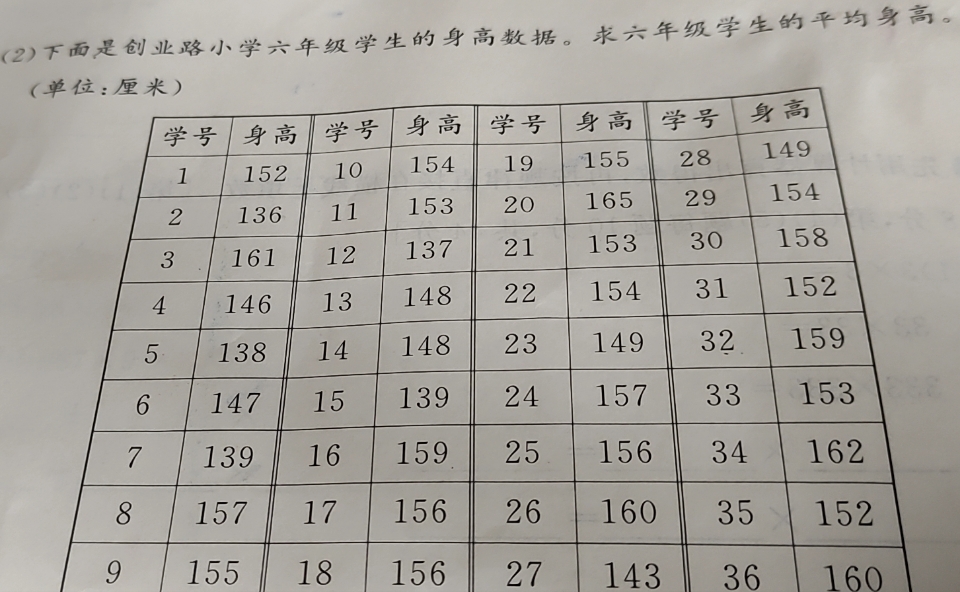 (2)下面是创业路小学六年级学生的身高数据。求六年级学生的平均身高。
(单位:厘米)
学号 身高 学号 身高 学号 身高 学号 身高
1 152 10 154 19 155 28 149
2 136 11 153 20 165 29 154
3 161 12 137 21 153 30 158
4 146 13 148 22 154 31 152
5 138 14 148 23 149 32 159
6 147 15 139 24 157 33 153
7 139 16 159 25 156 34 162
8 157 17 156 26 160 35 152
9 155 18 156 27 143 36 160